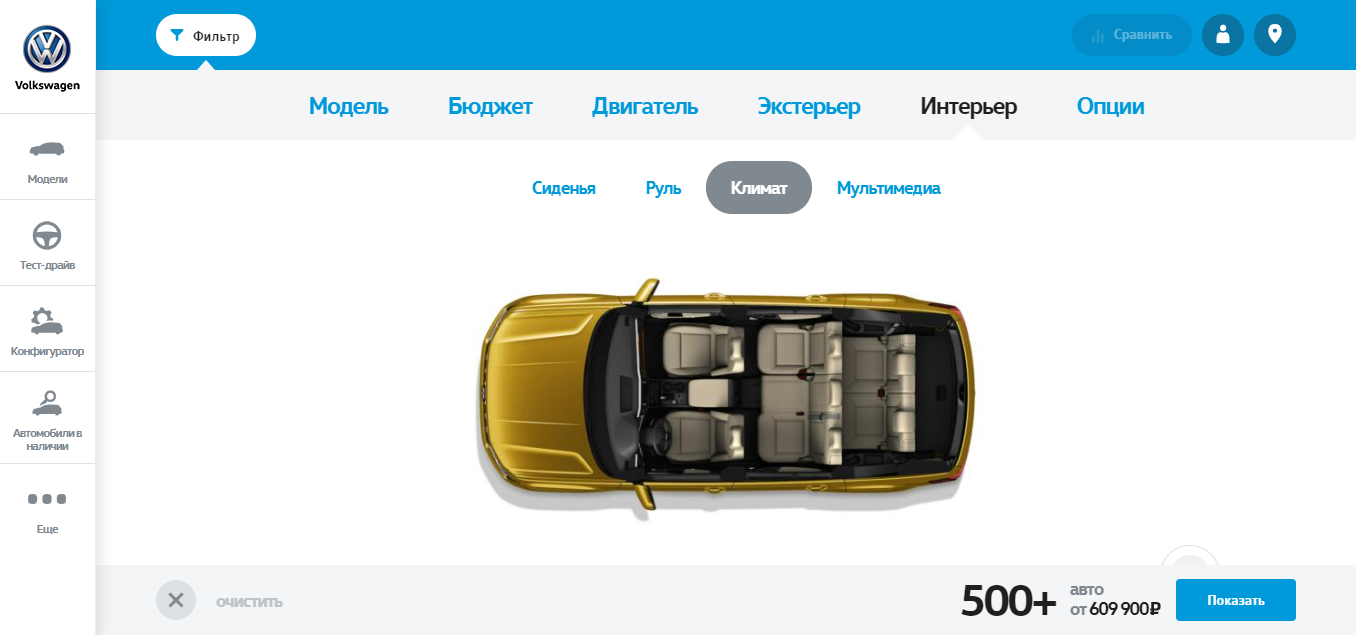 Volkswagen
Модели
Тест-драйв
Конфигуратор
Автомобили в
наличии
Еще
Фильтр
Сравнить
Модель Бюджет Двигатель Экстерьер Интерьер Опции
Сиденья Руль Климат Мультимедиа
очистить
500+ авто
от 609 900₽
Показать